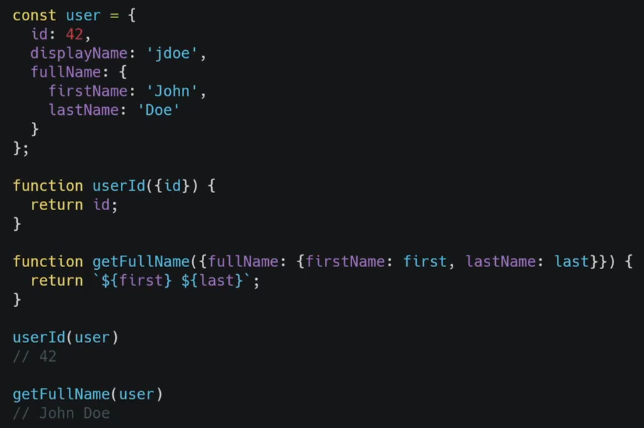 const user = {
  id: 42,
  displayName: 'jdoe',
  fullName: {
    firstName: 'John',
    lastName: 'Doe'
  }
};

function userId({id}) {
  return id;
}

function getFullName({fullName: {firstName: first, lastName: last}}) {
  return `${first} ${last}`;
}

userId(user)
// 42

getFullName(user)
// John Doe